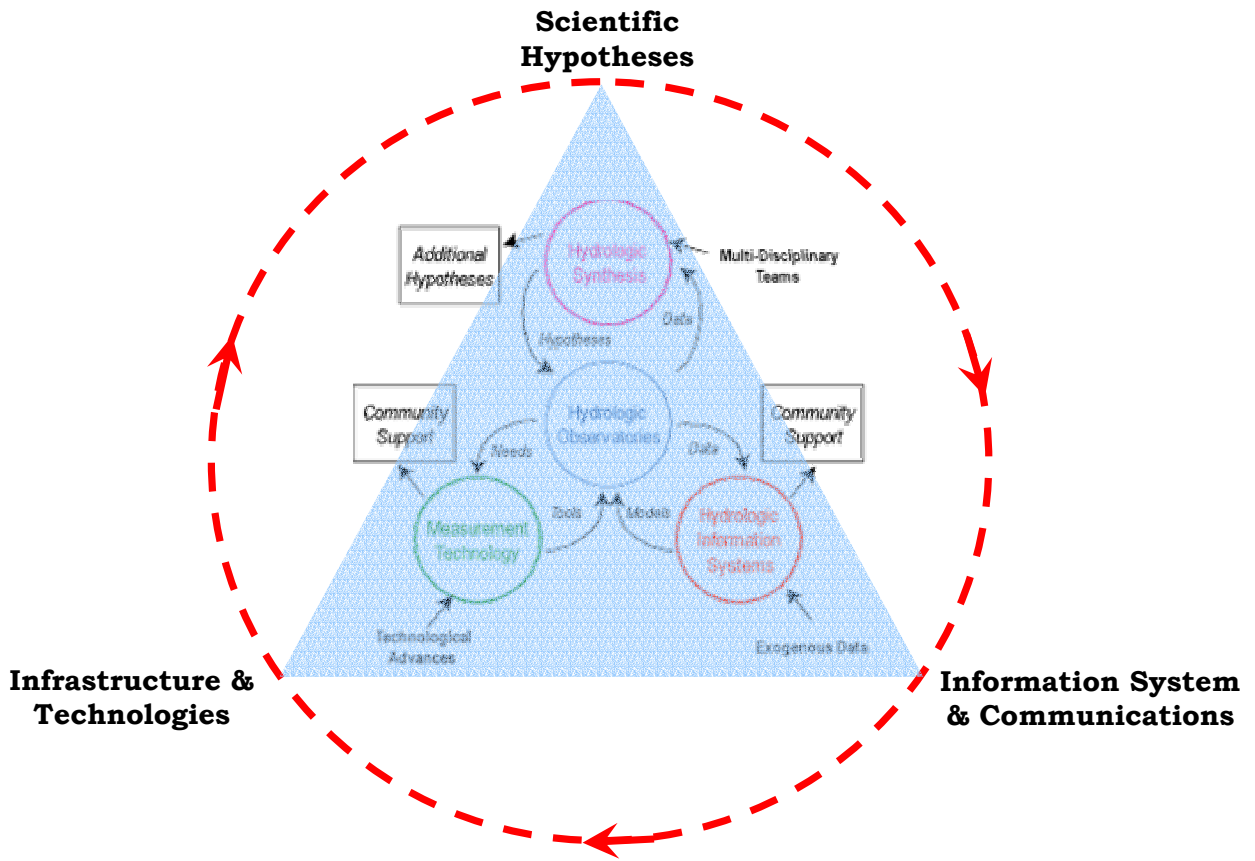 Scientific
Hypotheses
Additional
Hypotheses
Hydrologic
Synthesis
Multi-Disciplinary
Teams
Hypotheses
Data
Community
Support
Hydrologic
Observatories
Community
Support
Needs
Data
Measurement
Technology
Tools
Models
Hydrologic
Information
Systems
Technological
Advances
Exogenous Data
Infrastructure &
Technologies
Information System
& Communications